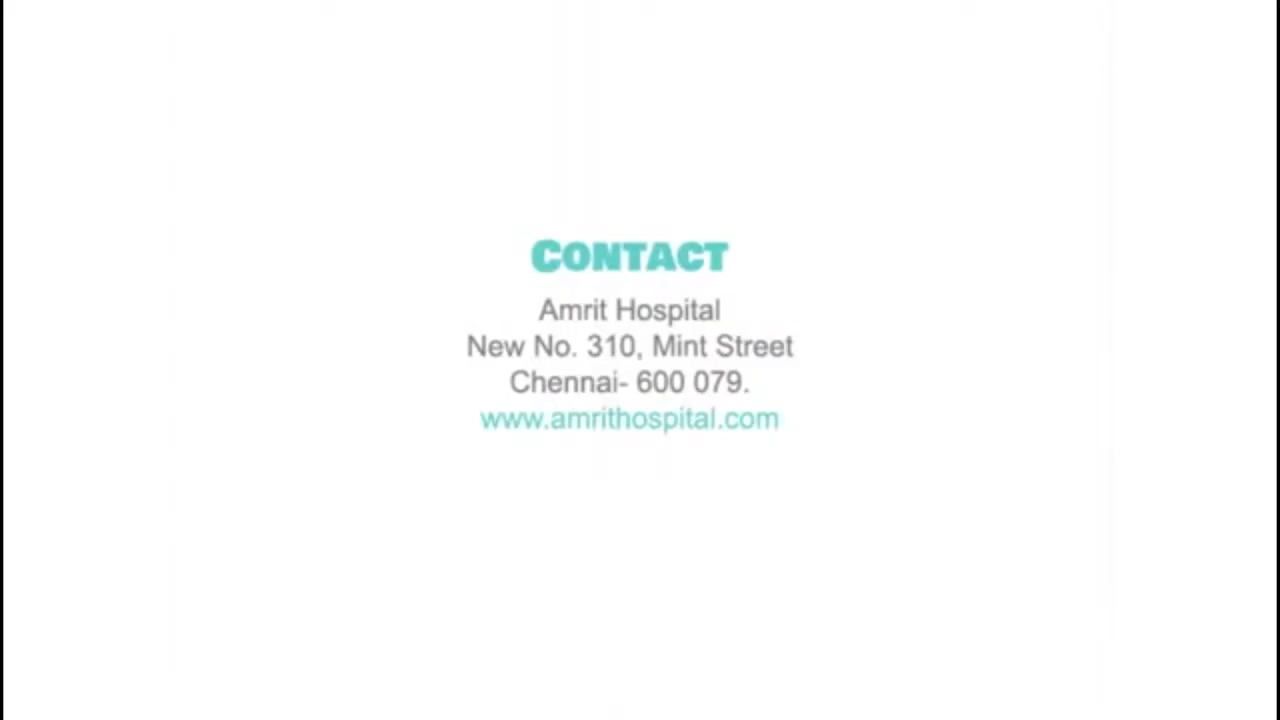 CONTACT
Amrit Hospital
New No. 310, Mint Street
Chennai- 600 079.
www.amrithospital.com